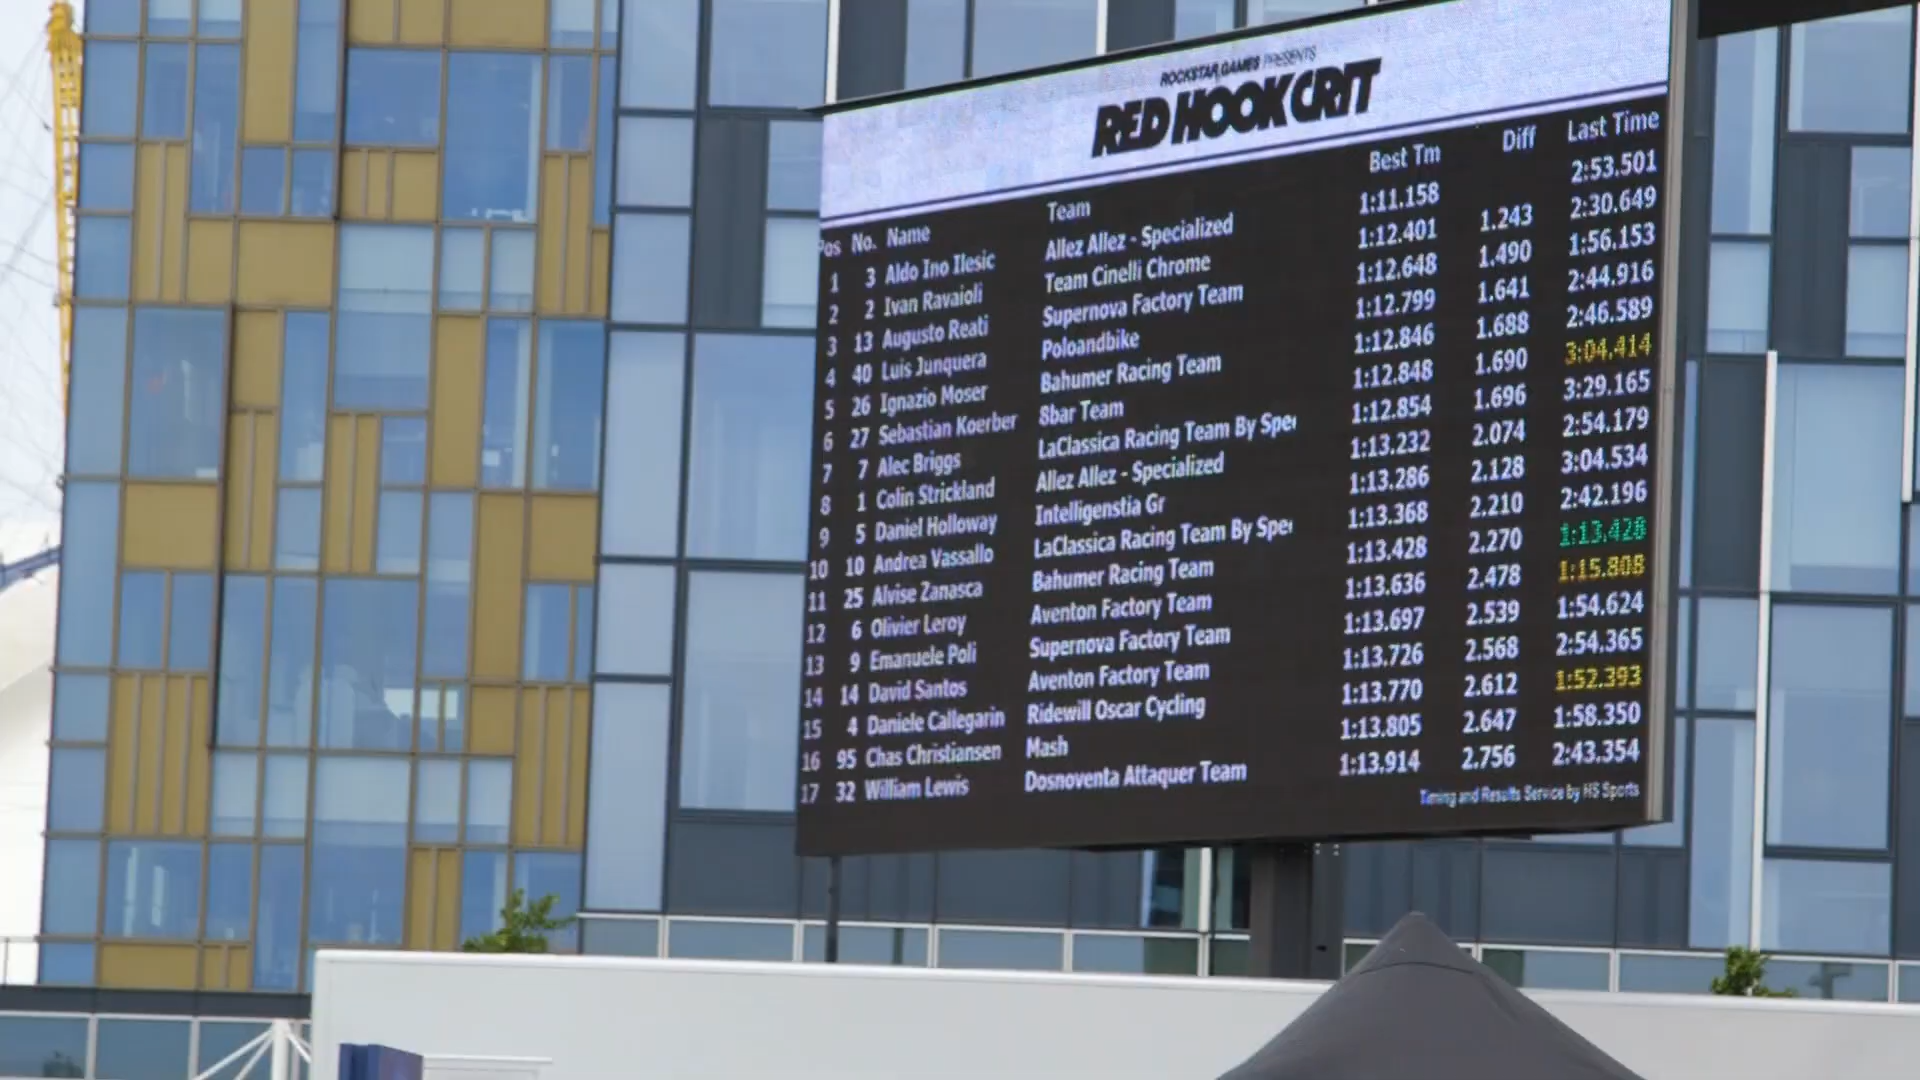 ROCKSTAR GAMES PRESENTS
RED HOOK CRIT
Pos No. Name Team Best Tm Diff Last Time
1 3 Aldo Ino Ilesic Allez Allez - Specialized 1:11.158 2:53.501
2 2 Ivan Ravaioli Team Cinelli Chrome 1:12.401 1.243 2:30.649
3 13 Augusto Reati Supernova Factory Team 1:12.648 1.490 1:56.153
4 40 Luis Junquera Poloandbike 1:12.799 1.641 2:44.916
5 26 Ignazio Moser Bahumer Racing Team 1:12.846 1.688 2:46.589
6 27 Sebastian Koerber 8bar Team 1:12.848 1.690 3:04.414
7 7 Alec Briggs LaClassica Racing Team By Spe 1:12.854 1.696 3:29.165
8 1 Colin Strickland Allez Allez - Specialized 1:13.232 2.074 2:54.179
9 5 Daniel Holloway Intelligenstia Gr 1:13.286 2.128 3:04.534
10 10 Andrea Vassallo LaClassica Racing Team By Spe 1:13.368 2.210 2:42.196
11 25 Alvise Zanasca Bahumer Racing Team 1:13.428 2.270 1:13.428
12 6 Olivier Leroy Aventon Factory Team 1:13.636 2.478 1:15.808
13 9 Emanuele Poli Supernova Factory Team 1:13.697 2.539 1:54.624
14 14 David Santos Aventon Factory Team 1:13.726 2.568 2:54.365
15 4 Daniele Callegarin Ridewill Oscar Cycling 1:13.770 2.612 1:52.393
16 95 Chas Christiansen Mash 1:13.805 2.647 1:58.350
17 32 William Lewis Dosnoventa Attaquer Team 1:13.914 2.756 2:43.354
Timing and Results Service by HS Sports